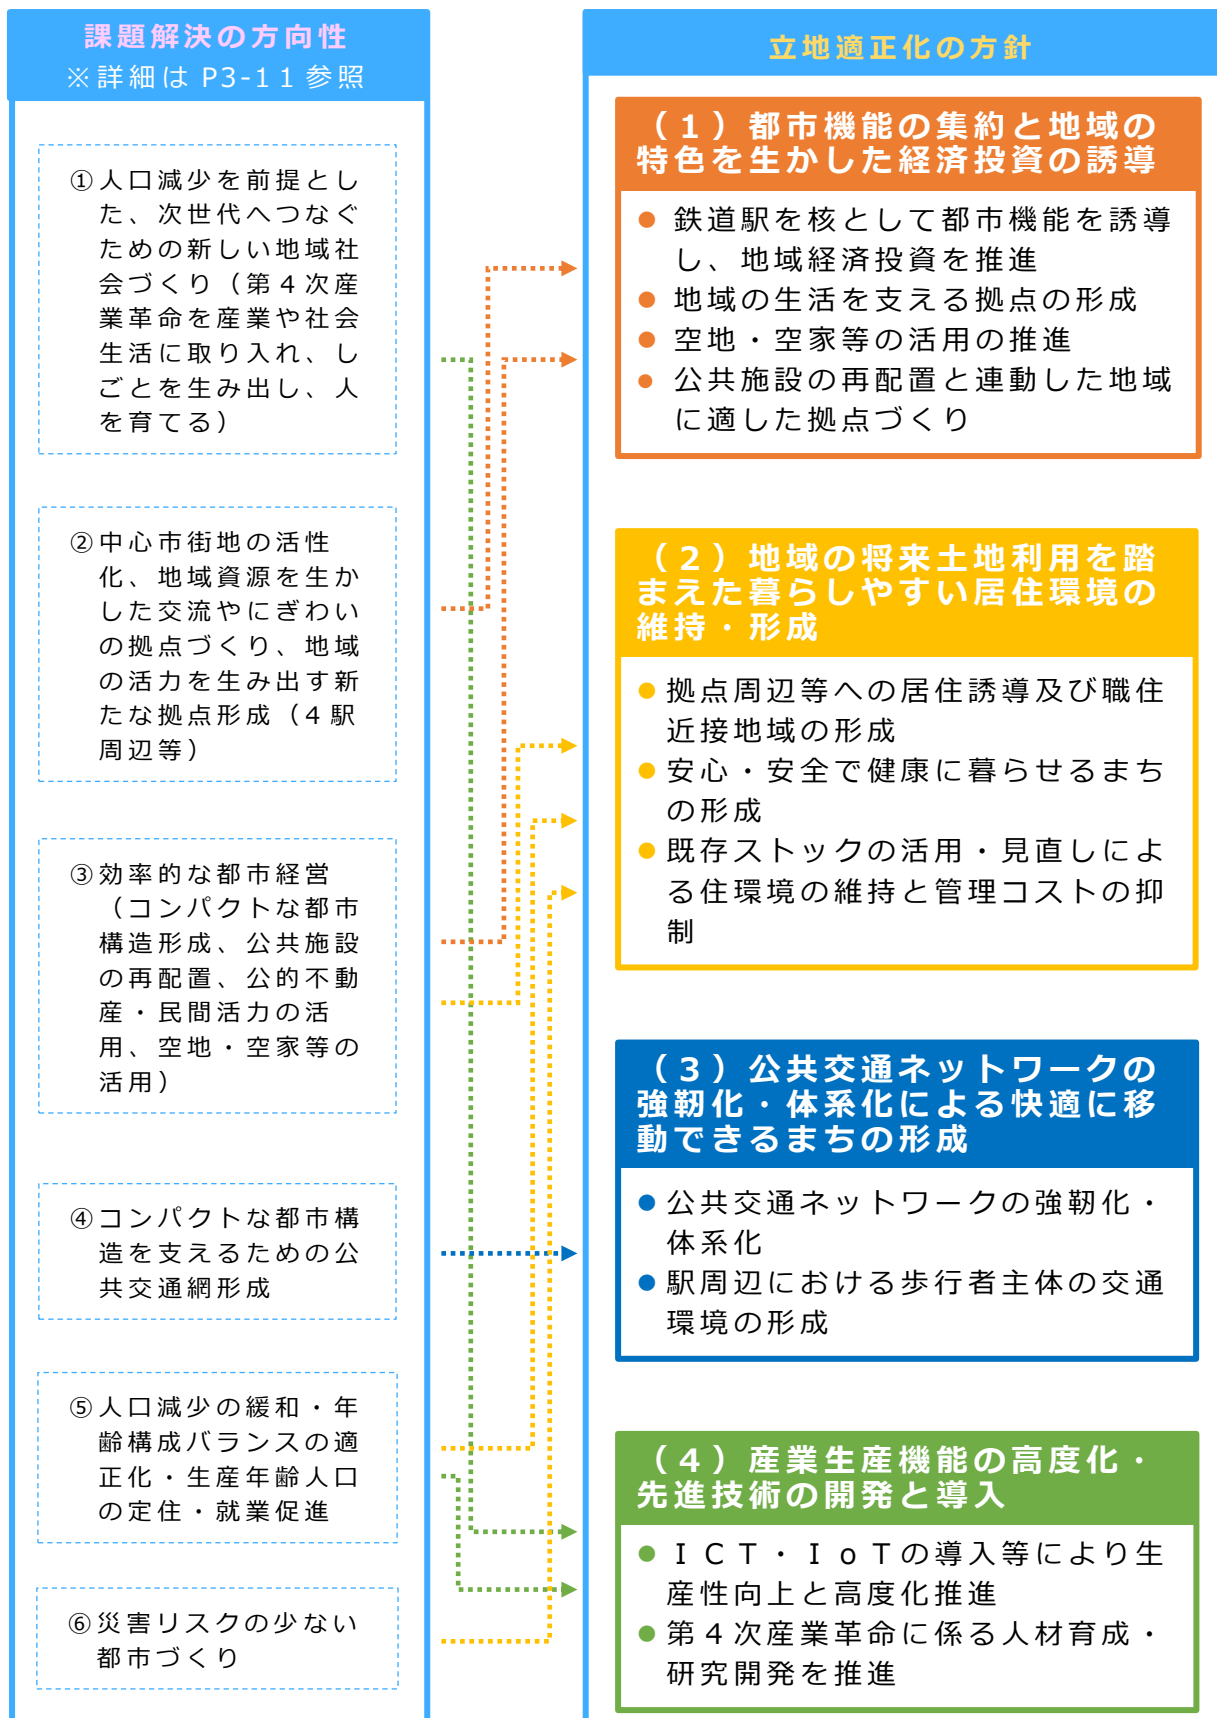 課題解決の方向性
※詳細は P3-11 参照
①人口減少を前提とし
た、次世代へつなぐ
ための新しい地域社
会づくり（第４次産
業革命を産業や社会
生活に取り入れ、し
ごとを生み出し、人
を育てる）
②中心市街地の活性
化、地域資源を生か
した交流やにぎわい
の拠点づくり、地域
の活力を生み出す新
たな拠点形成（4 駅
周辺等）
③効率的な都市経営
（コンパクトな都市
構造形成、公共施設
の再配置、公的不動
産・民間活力の活
用、空地・空家等の
活用）
④コンパクトな都市構
造を支えるための公
共交通網形成
⑤人口減少の緩和・年
齢構成バランスの適
正化・生産年齢人口
の定住・就業促進
⑥災害リスクの少ない
都市づくり
立地適正化の方針
（１）都市機能の集約と地域の
特色を生かした経済投資の誘導
● 鉄道駅を核として都市機能を誘導
し、地域経済投資を推進
● 地域の生活を支える拠点の形成
● 空地・空家等の活用の推進
● 公共施設の再配置と連動した地域
に適した拠点づくり
（２）地域の将来土地利用を踏
まえた暮らしやすい居住環境の
維持・形成
● 拠点周辺等への居住誘導及び職住
近接地域の形成
● 安心・安全で健康に暮らせるまち
の形成
● 既存ストックの活用・見直しによ
る住環境の維持と管理コストの抑
制
（３）公共交通ネットワークの
強靭化・体系化による快適に移
動できるまちの形成
● 公共交通ネットワークの強靭化・
体系化
● 駅周辺における歩行者主体の交通
環境の形成
（４）産業生産機能の高度化・
先進技術の開発と導入
● ＩＣＴ・ＩｏＴの導入等により生
産性向上と高度化推進
● 第４次産業革命に係る人材育成・
研究開発を推進